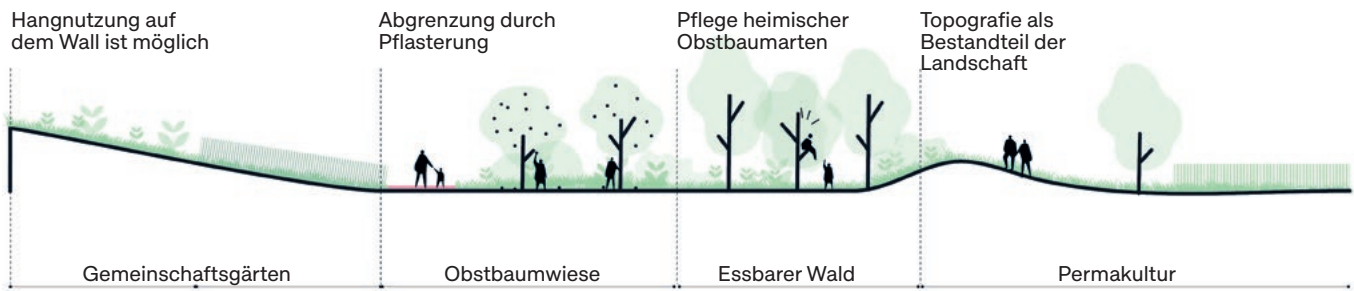 Hangnutzung auf
dem Wall ist möglich
Abgrenzung durch
Pflasterung
Pflege heimischer
Obstbaumarten
Topografie als
Bestandteil der
Landschaft
Gemeinschaftsgärten
Obstbaumwiese
Essbarer Wald
Permakultur